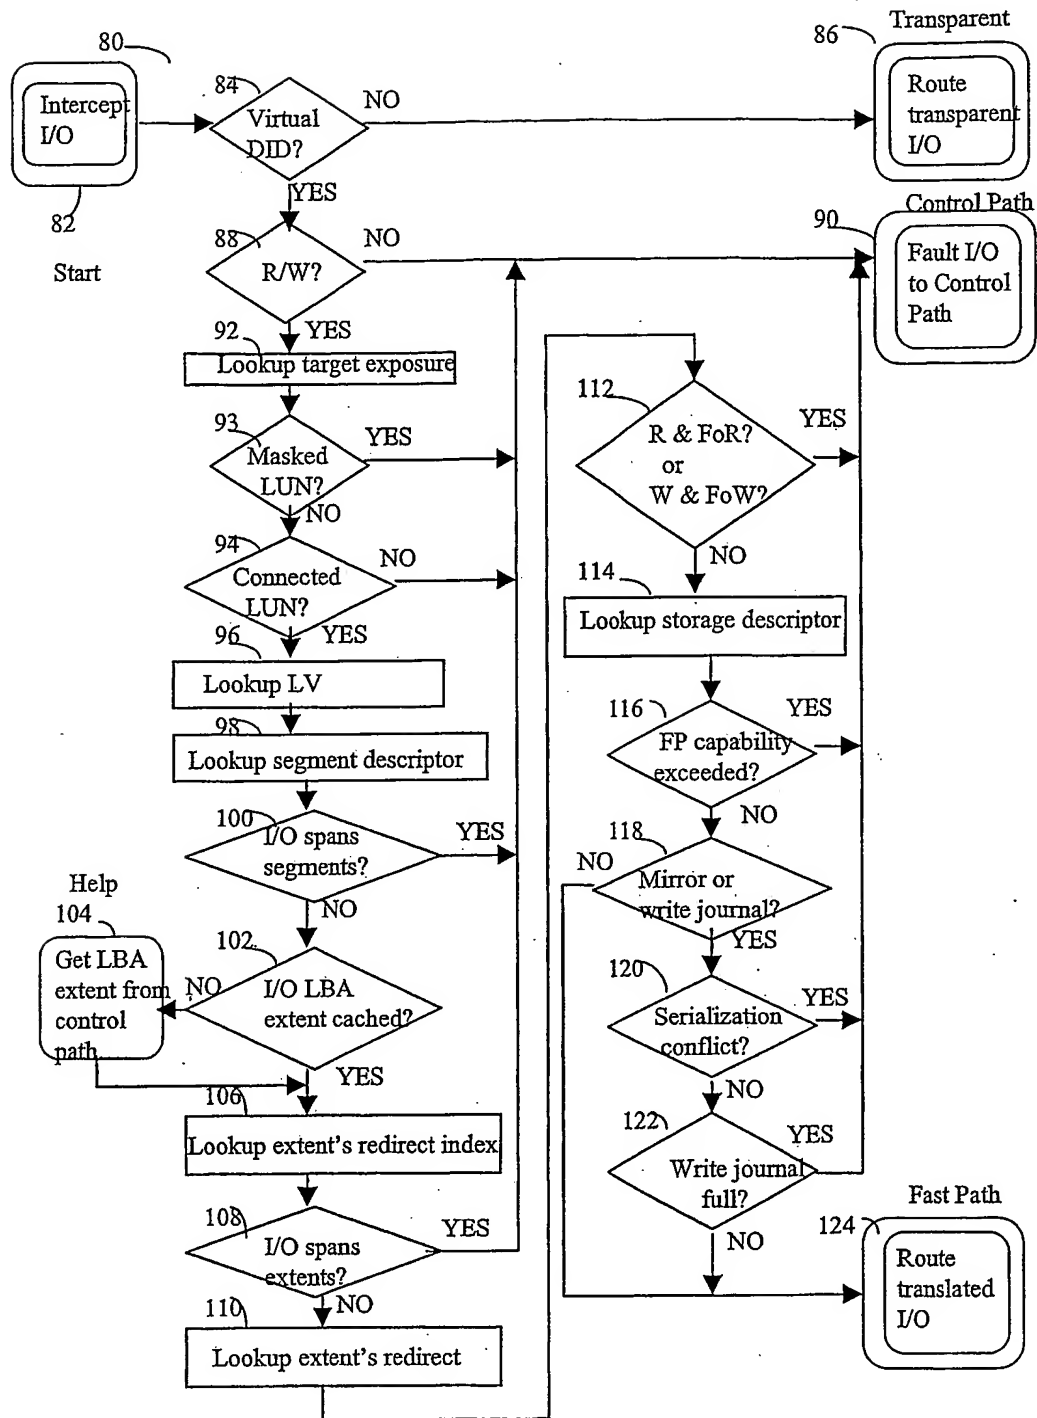 80
Intercept
I/O
82
Start
84
Virtual
DID?
NO
YES
Transparent
86
Route
transparent
I/O
88
R/W?
NO
YES
Control Path
90
Fault I/O
to Control
Path
92
Lookup target exposure
93
Masked
LUN?
YES
NO
94
Connected
LUN?
NO
YES
96
Lookup LV
98
Lookup segment descriptor
100
I/O spans
segments?
YES
NO
Help
104
Get LBA
extent from
control
path
102
I/O LBA
extent cached?
NO
YES
106
Lookup extent's redirect index
108
I/O spans
extents?
YES
NO
110
Lookup extent's redirect
112
R & FoR?
or
W & FoW?
YES
NO
114
Lookup storage descriptor
116
FP capability
exceeded?
YES
NO
118
Mirror or
write journal?
NO
YES
120
Serialization
conflict?
YES
NO
122
Write journal
full?
YES
NO
Fast Path
124
Route
translated
I/O